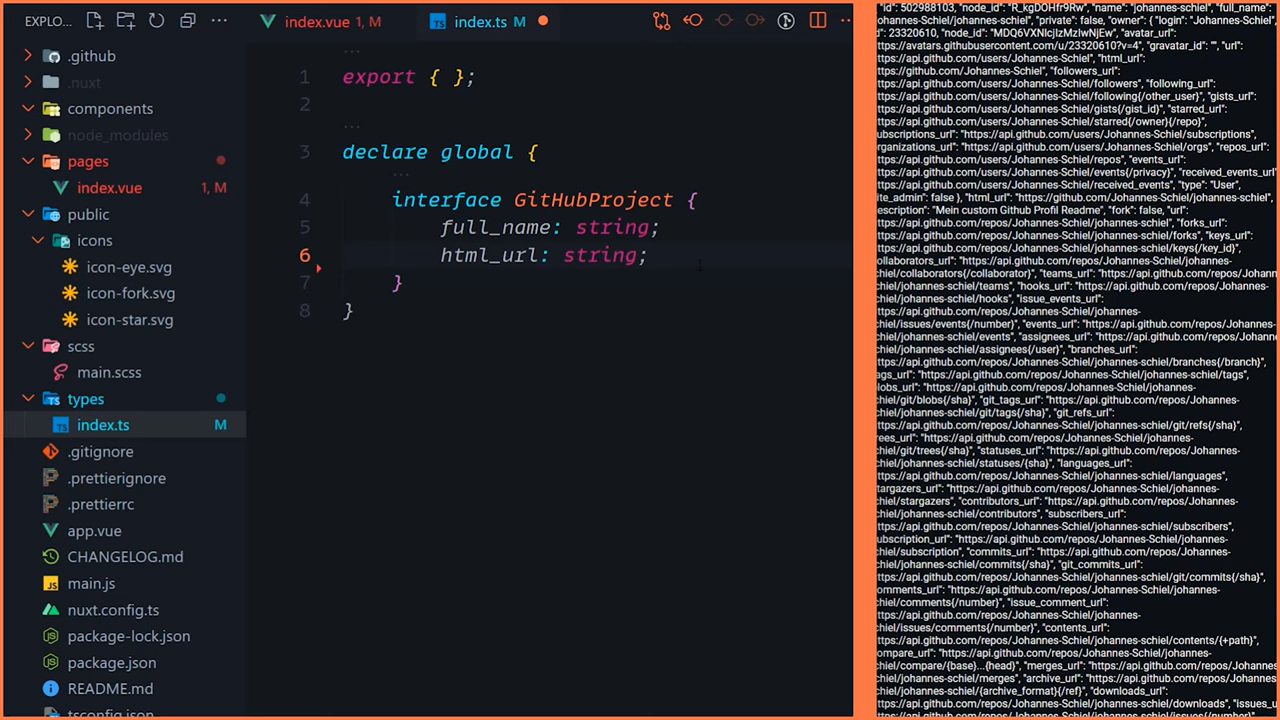 EXPLO...
index.vue 1, M
index.ts M
.github
.nuxt
components
node_modules
pages
index.vue 1, M
public
icons
icon-eye.svg
icon-fork.svg
icon-star.svg
scss
main.scss
types
index.ts M
.gitignore
.prettierignore
.prettierrc
app.vue
CHANGELOG.md
main.js
nuxt.config.ts
package-lock.json
package.json
README.md
tsconfig.json
1 export { };
2
3 declare global {
4 interface GitHubProject {
5 full_name: string;
6 html_url: string;
7 }
8 }
"id": 502988103, "node_id": "R_kgDOHfr9Rw", "name": "johannes-schiel", "full_name":
ohannes-Schiel/johannes-schiel", "private": false, "owner": { "login": "Johannes-Schiel",
d": 23320610, "node_id": "MDQ6VXNlcjIzMzIwNjEw", "avatar_url":
ttps://avatars.githubusercontent.com/u/23320610?v=4", "gravatar_id": "", "url":
ttps://api.github.com/users/Johannes-Schiel", "html_url":
ttps://github.com/Johannes-Schiel", "followers_url":
ttps://api.github.com/users/Johannes-Schiel/followers", "following_url":
ttps://api.github.com/users/Johannes-Schiel/following{/other_user}", "gists_url":
ttps://api.github.com/users/Johannes-Schiel/gists{/gist_id}", "starred_url":
ttps://api.github.com/users/Johannes-Schiel/starred{/owner}{/repo}",
ubscriptions_url": "https://api.github.com/users/Johannes-Schiel/subscriptions",
rganizations_url": "https://api.github.com/users/Johannes-Schiel/orgs", "repos_url":
ttps://api.github.com/users/Johannes-Schiel/repos", "events_url":
ttps://api.github.com/users/Johannes-Schiel/events{/privacy}", "received_events_url":
ttps://api.github.com/users/Johannes-Schiel/received_events", "type": "User",
ite_admin": false }, "html_url": "https://github.com/Johannes-Schiel/johannes-schiel",
escription": "Mein custom Github Profil Readme", "fork": false, "url":
ttps://api.github.com/repos/Johannes-Schiel/johannes-schiel", "forks_url":
ttps://api.github.com/repos/Johannes-Schiel/johannes-schiel/forks", "keys_url":
ttps://api.github.com/repos/Johannes-Schiel/johannes-schiel/keys{/key_id}",
ollaborators_url": "https://api.github.com/repos/Johannes-Schiel/johannes-
chiel/collaborators{/collaborator}", "teams_url": "https://api.github.com/repos/Johannes-
chiel/johannes-schiel/teams", "hooks_url": "https://api.github.com/repos/Johannes-
chiel/johannes-schiel/hooks", "issue_events_url":
ttps://api.github.com/repos/Johannes-Schiel/johannes-
chiel/issues/events{/number}", "events_url": "https://api.github.com/repos/Johannes-
chiel/johannes-schiel/events", "assignees_url": "https://api.github.com/repos/Johannes-
chiel/johannes-schiel/assignees{/user}", "branches_url":
ttps://api.github.com/repos/Johannes-Schiel/johannes-schiel/branches{/branch}",
ags_url": "https://api.github.com/repos/Johannes-Schiel/johannes-schiel/tags",
lobs_url": "https://api.github.com/repos/Johannes-Schiel/johannes-
chiel/git/blobs{/sha}", "git_tags_url": "https://api.github.com/repos/Johannes-
chiel/johannes-schiel/git/tags{/sha}", "git_refs_url":
ttps://api.github.com/repos/Johannes-Schiel/johannes-schiel/git/refs{/sha}",
rees_url": "https://api.github.com/repos/Johannes-Schiel/johannes-
chiel/git/trees{/sha}", "statuses_url": "https://api.github.com/repos/Johannes-
chiel/johannes-schiel/statuses/{sha}", "languages_url":
ttps://api.github.com/repos/Johannes-Schiel/johannes-schiel/languages",
targazers_url": "https://api.github.com/repos/Johannes-Schiel/johannes-
chiel/stargazers", "contributors_url": "https://api.github.com/repos/Johannes-
chiel/johannes-schiel/contributors", "subscribers_url":
ttps://api.github.com/repos/Johannes-Schiel/johannes-schiel/subscribers",
ubscription_url": "https://api.github.com/repos/Johannes-Schiel/johannes-
chiel/subscription", "commits_url": "https://api.github.com/repos/Johannes-
chiel/johannes-schiel/commits{/sha}", "git_commits_url":
ttps://api.github.com/repos/Johannes-Schiel/johannes-schiel/git/commits{/sha}",
omments_url": "https://api.github.com/repos/Johannes-Schiel/johannes-
chiel/comments{/number}", "issue_comment_url":
ttps://api.github.com/repos/Johannes-Schiel/johannes-
chiel/issues/comments{/number}", "contents_url":
ttps://api.github.com/repos/Johannes-Schiel/johannes-schiel/contents/{+path}",
ompare_url": "https://api.github.com/repos/Johannes-Schiel/johannes-
chiel/compare/{base}...{head}", "merges_url": "https://api.github.com/repos/Johannes-
chiel/johannes-schiel/merges", "archive_url": "https://api.github.com/repos/Johannes-
chiel/johannes-schiel/{archive_format}{/ref}", "downloads_url":
ttps://api.github.com/repos/Johannes-Schiel/johannes-schiel/downloads", "issues_u